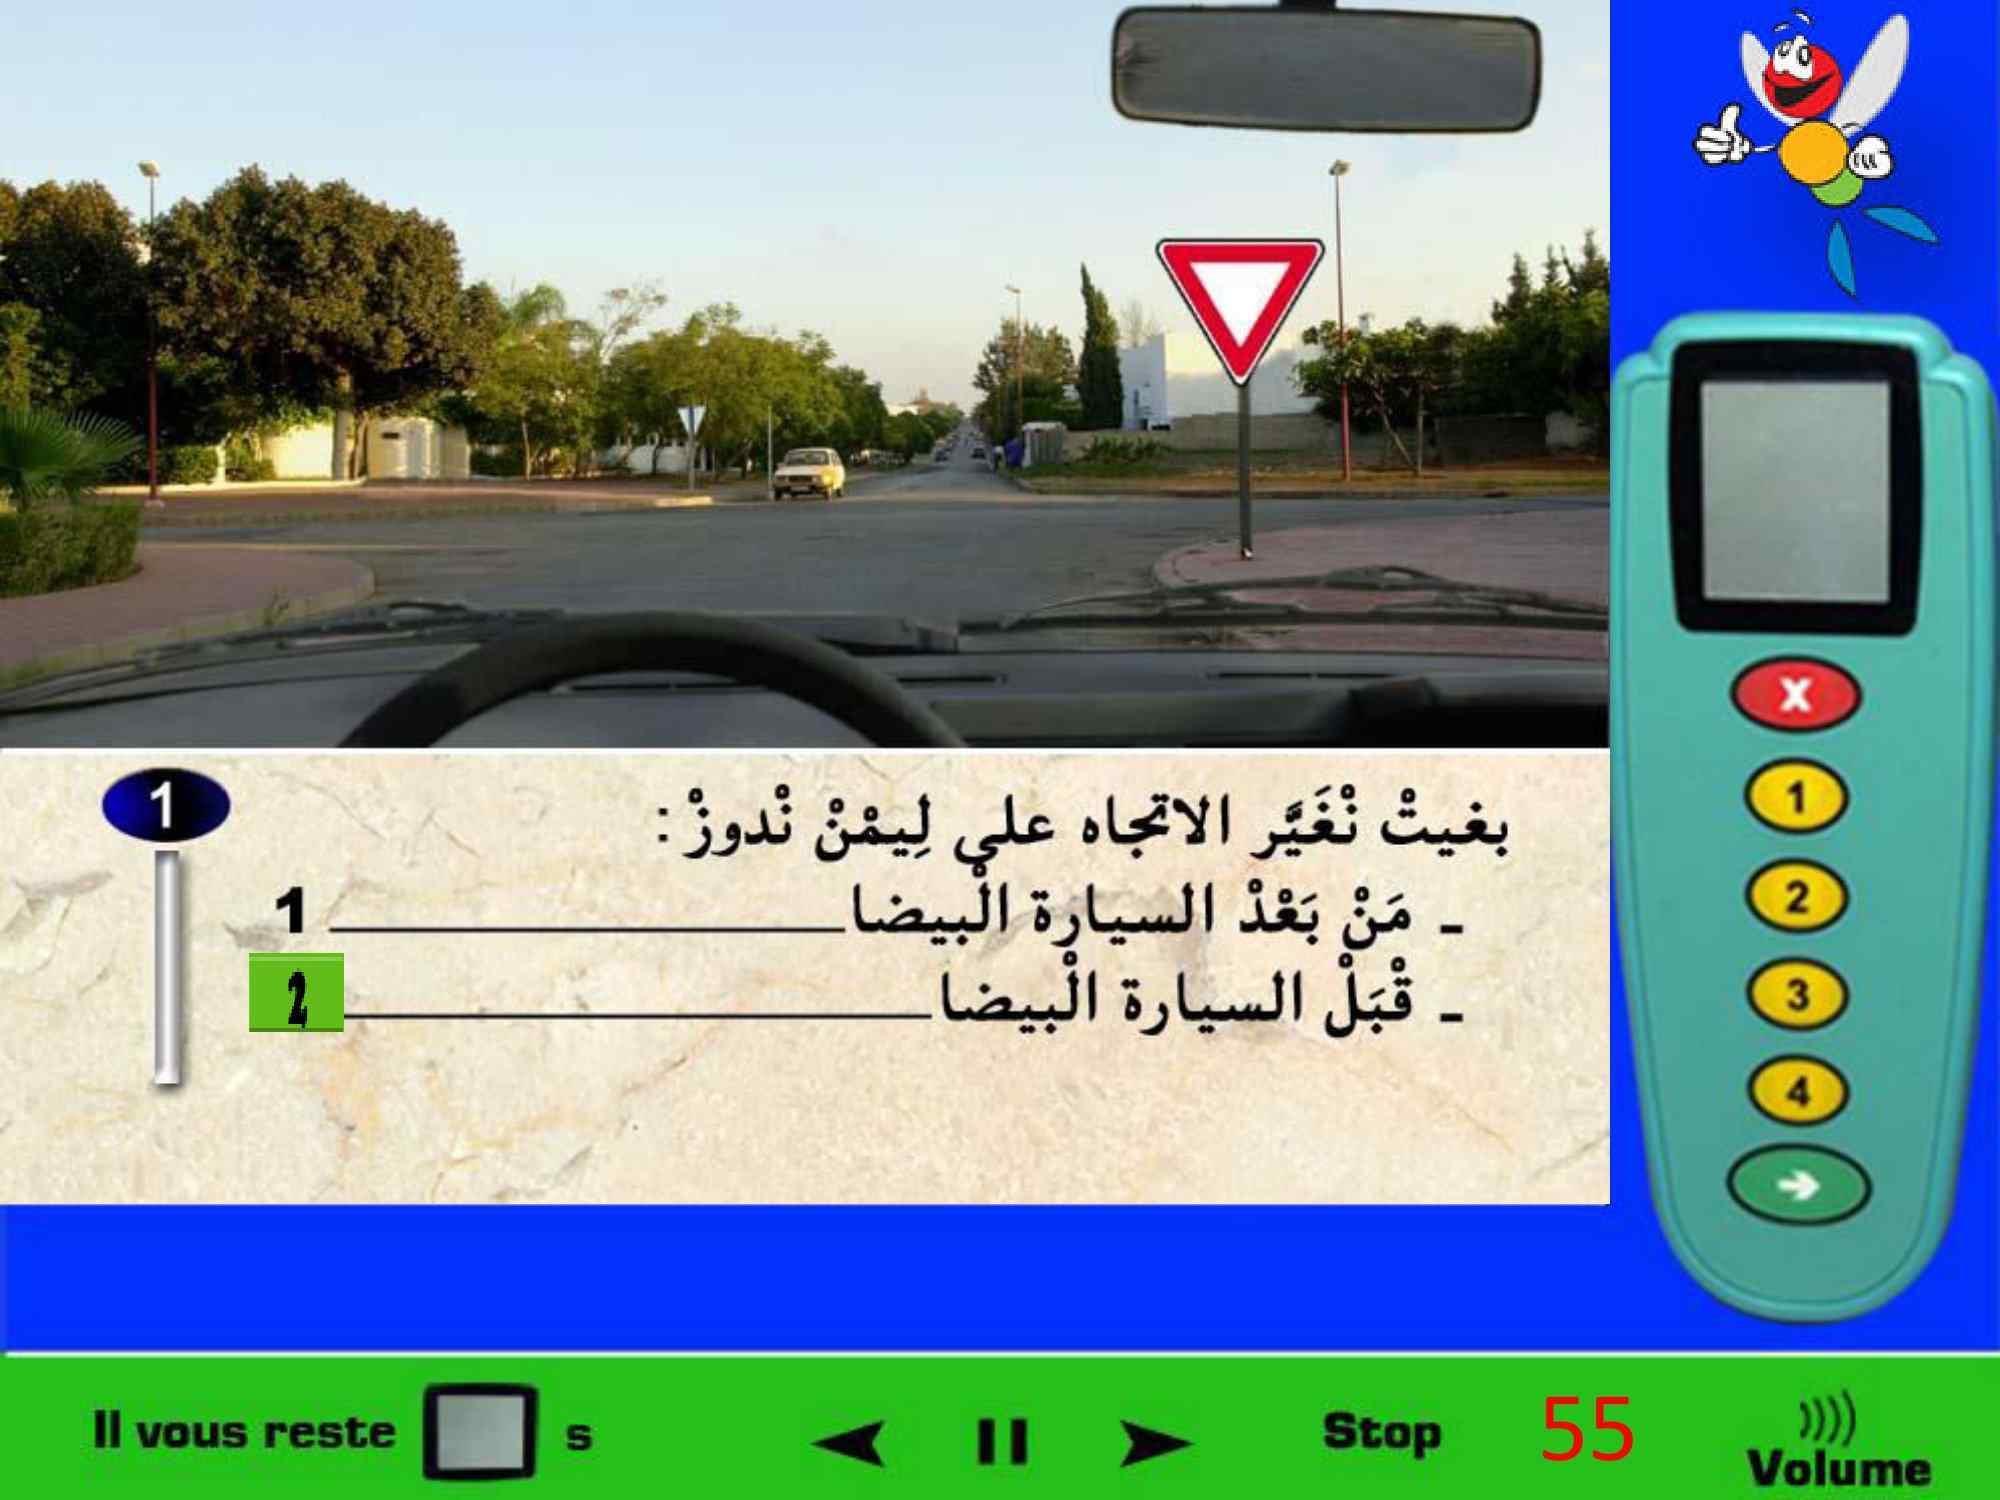 1
بغيتْ نْغَيَّر الاتجاه على لِيمْنْ نْدوزْ :
ـ مَنْ بَعْدْ السيارة الْبيضا 1
ـ قْبَلْ السيارة الْبيضا 2
X
1
2
3
4
Il vous reste s
Stop
55
Volume